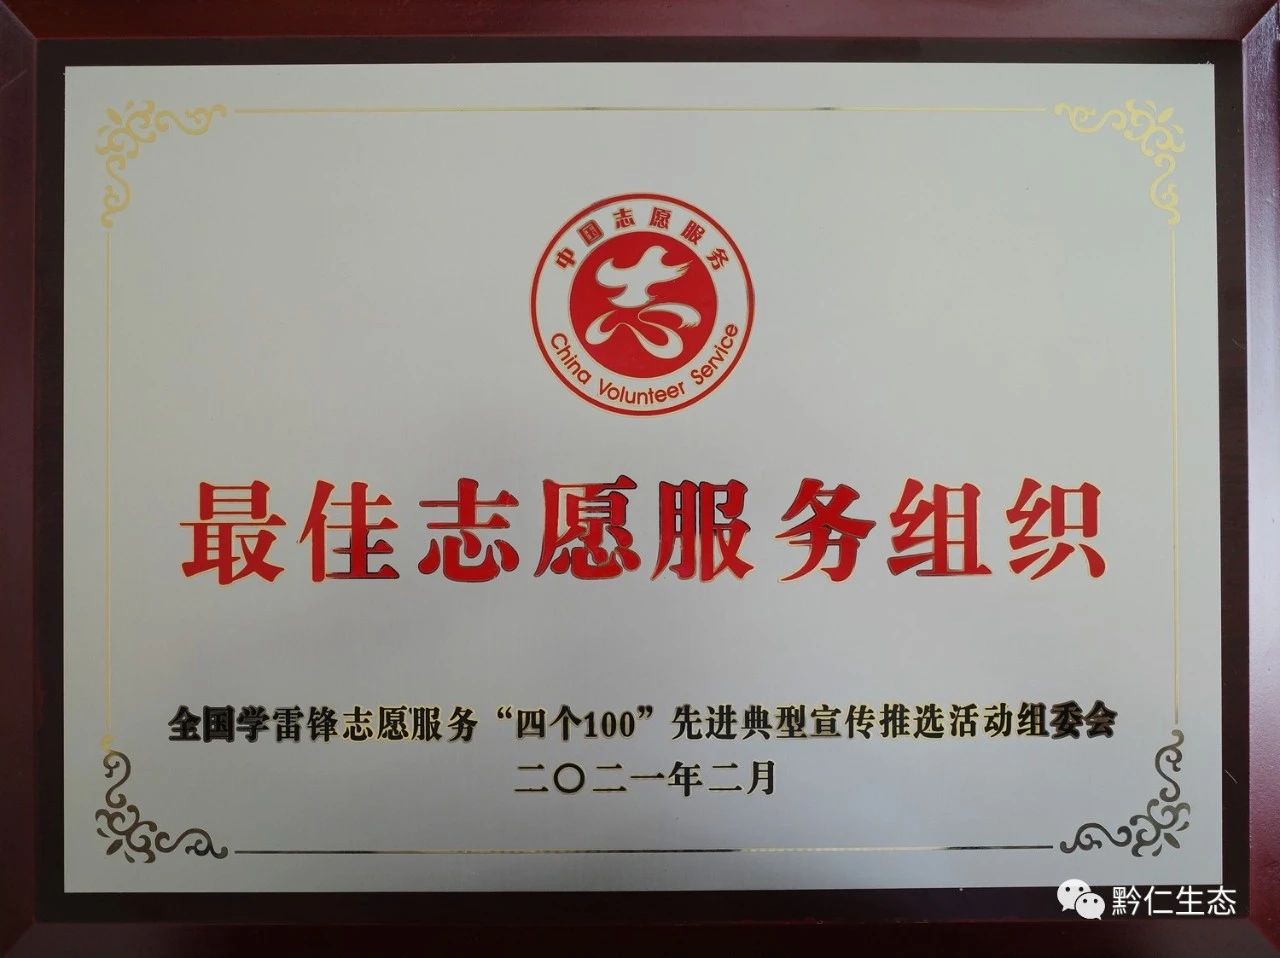 中国志愿服务
China Volunteer Service
最佳志愿服务组织
全国学雷锋志愿服务“四个100”先进典型宣传推选活动组委会
二〇二一年二月
黔仁生态